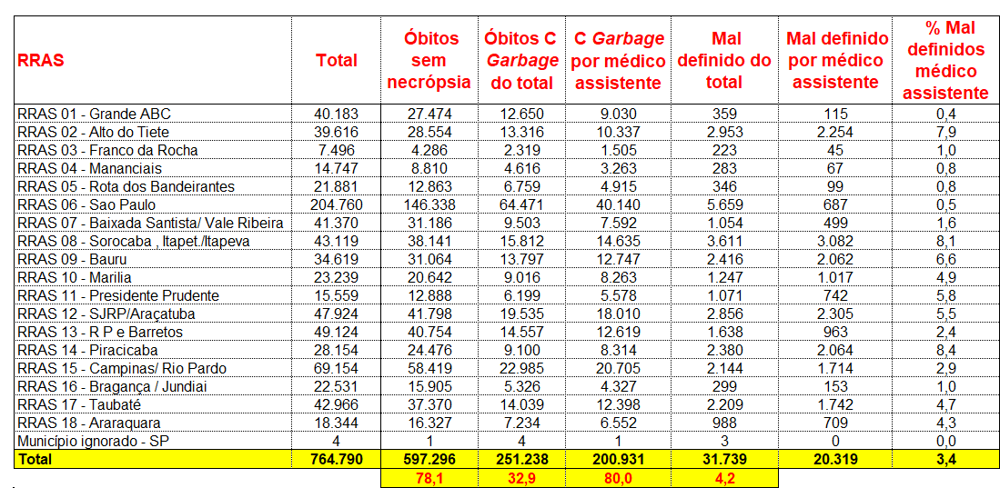 RRAS Total Óbitos sem necrópsia Óbitos C Garbage do total C Garbage por médico assistente Mal definido do total Mal definido por médico assistente % Mal definidos médico assistente
RRAS 01 - Grande ABC 40.183 27.474 12.650 9.030 359 115 0,4
RRAS 02 - Alto do Tiete 39.616 28.554 13.316 10.337 2.953 2.254 7,9
RRAS 03 - Franco da Rocha 7.496 4.286 2.319 1.505 223 45 1,0
RRAS 04 - Mananciais 14.747 8.810 4.616 3.263 283 67 0,8
RRAS 05 - Rota dos Bandeirantes 21.881 12.863 6.759 4.915 346 99 0,8
RRAS 06 - Sao Paulo 204.760 146.338 64.471 40.140 5.659 687 0,5
RRAS 07 - Baixada Santista/ Vale Ribeira 41.370 31.186 9.503 7.592 1.054 499 1,6
RRAS 08 - Sorocaba , Itapet./Itapeva 43.119 38.141 15.812 14.635 3.611 3.082 8,1
RRAS 09 - Bauru 34.619 31.064 13.797 12.747 2.416 2.062 6,6
RRAS 10 - Marilia 23.239 20.642 9.016 8.263 1.247 1.017 4,9
RRAS 11 - Presidente Prudente 15.559 12.888 6.199 5.578 1.071 742 5,8
RRAS 12 - SJRP/Araçatuba 47.924 41.798 19.535 18.010 2.856 2.305 5,5
RRAS 13 - R P e Barretos 49.124 40.754 14.557 12.619 1.638 963 2,4
RRAS 14 - Piracicaba 28.154 24.476 9.100 8.314 2.380 2.064 8,4
RRAS 15 - Campinas/ Rio Pardo 69.154 58.419 22.985 20.705 2.144 1.714 2,9
RRAS 16 - Bragança / Jundiai 22.531 15.905 5.326 4.327 299 153 1,0
RRAS 17 - Taubaté 42.966 37.370 14.039 12.398 2.209 1.742 4,7
RRAS 18 - Araraquara 18.344 16.327 7.234 6.552 988 709 4,3
Município ignorado - SP 4 1 4 1 3 0 0,0
Total 764.790 597.296 251.238 200.931 31.739 20.319 3,4
78,1 32,9 80,0 4,2